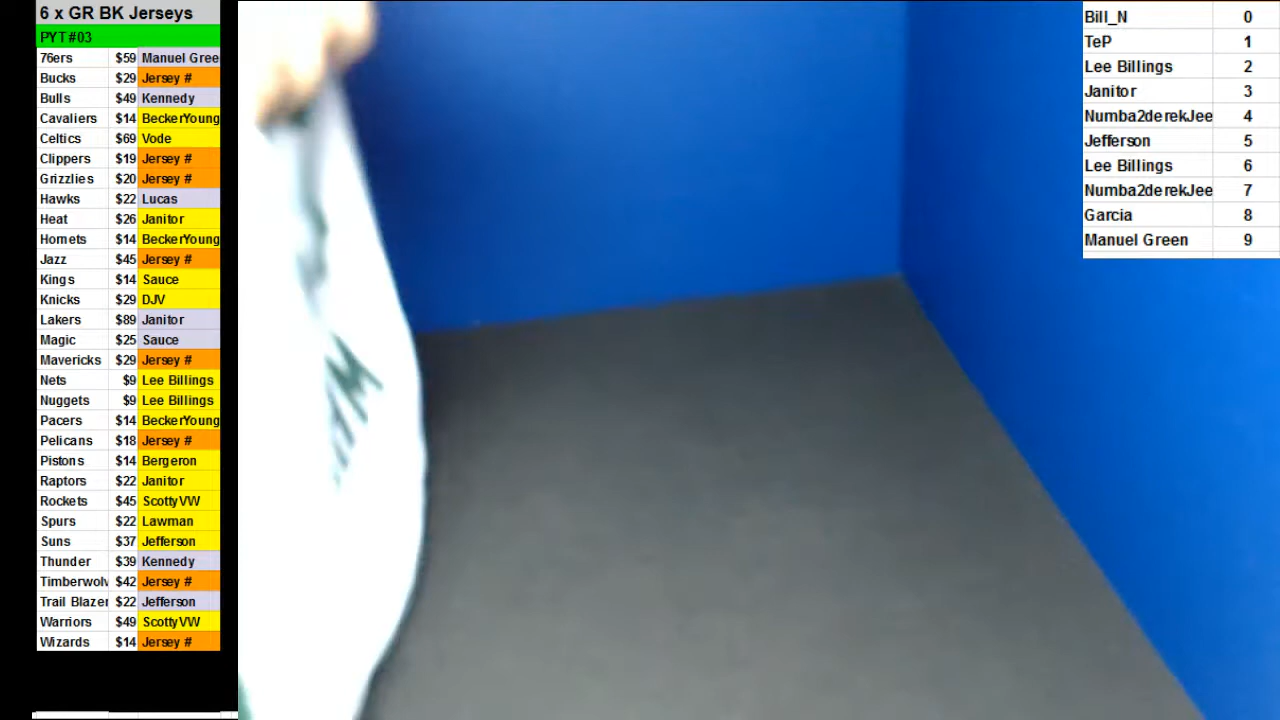 6 x GR BK Jerseys
PYT #03
76ers $59 Manuel Gree
Bucks $29 Jersey #
Bulls $49 Kennedy
Cavaliers $14 BeckerYoung
Celtics $69 Vode
Clippers $19 Jersey #
Grizzlies $20 Jersey #
Hawks $22 Lucas
Heat $26 Janitor
Hornets $14 BeckerYoung
Jazz $45 Jersey #
Kings $14 Sauce
Knicks $29 DJV
Lakers $89 Janitor
Magic $25 Sauce
Mavericks $29 Jersey #
Nets $9 Lee Billings
Nuggets $9 Lee Billings
Pacers $14 BeckerYoung
Pelicans $18 Jersey #
Pistons $14 Bergeron
Raptors $22 Janitor
Rockets $45 ScottyVW
Spurs $22 Lawman
Suns $37 Jefferson
Thunder $39 Kennedy
Timberwolv $42 Jersey #
Trail Blazer $22 Jefferson
Warriors $49 ScottyVW
Wizards $14 Jersey #
Bill_N 0
TeP 1
Lee Billings 2
Janitor 3
Numba2derekJee 4
Jefferson 5
Lee Billings 6
Numba2derekJee 7
Garcia 8
Manuel Green 9